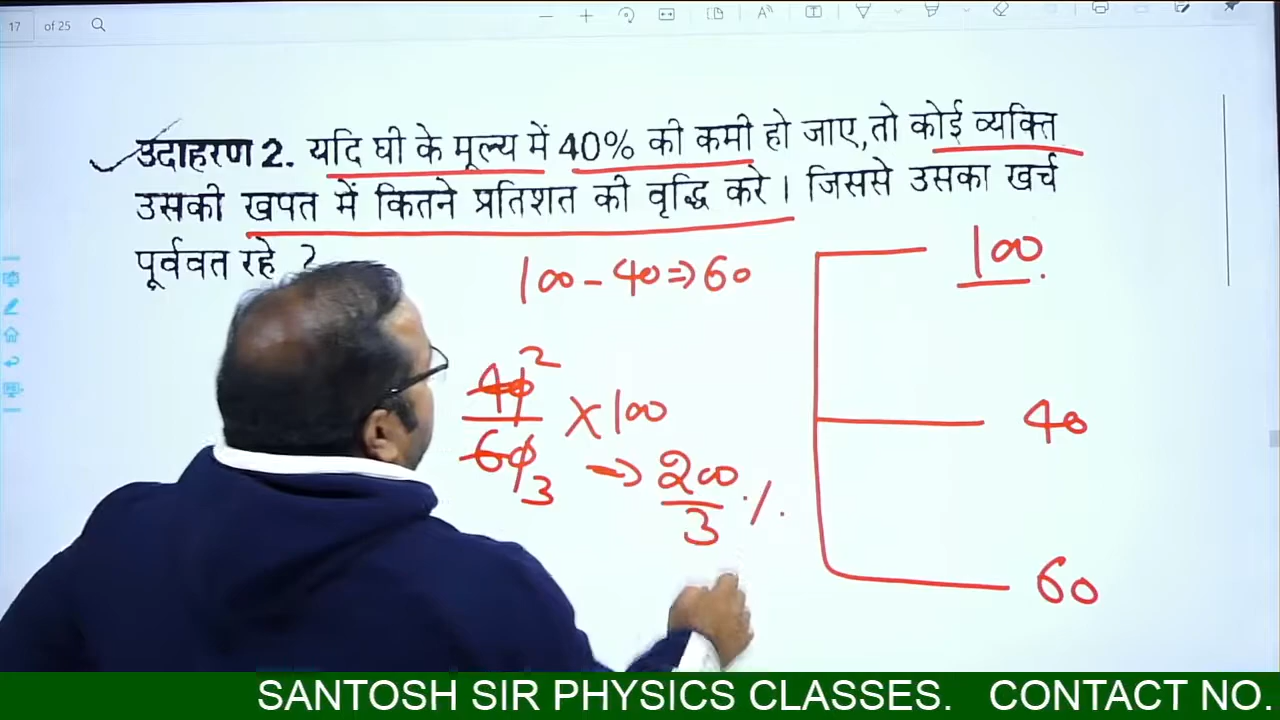 17 of 25
उदाहरण 2. यदि घी के मूल्य में 40% की कमी हो जाए, तो कोई व्यक्ति
उसकी खपत में कितने प्रतिशत की वृद्धि करे । जिससे उसका खर्च
पूर्ववत रहे ?
100 - 40 ⇒ 60
100
40 2
60 3
× 100
→ 200/3 %
40
60
SANTOSH SIR PHYSICS CLASSES. CONTACT NO.